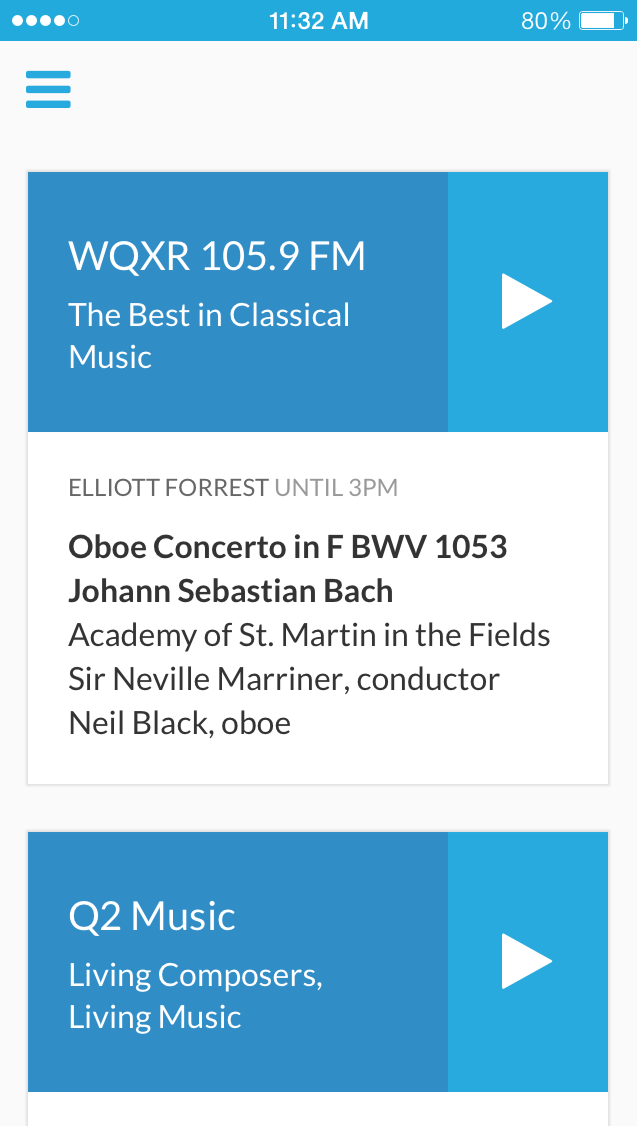 11:32 AM
80%
WQXR 105.9 FM
The Best in Classical
Music
ELLIOTT FORREST UNTIL 3PM
Oboe Concerto in F BWV 1053
Johann Sebastian Bach
Academy of St. Martin in the Fields
Sir Neville Marriner, conductor
Neil Black, oboe
Q2 Music
Living Composers,
Living Music